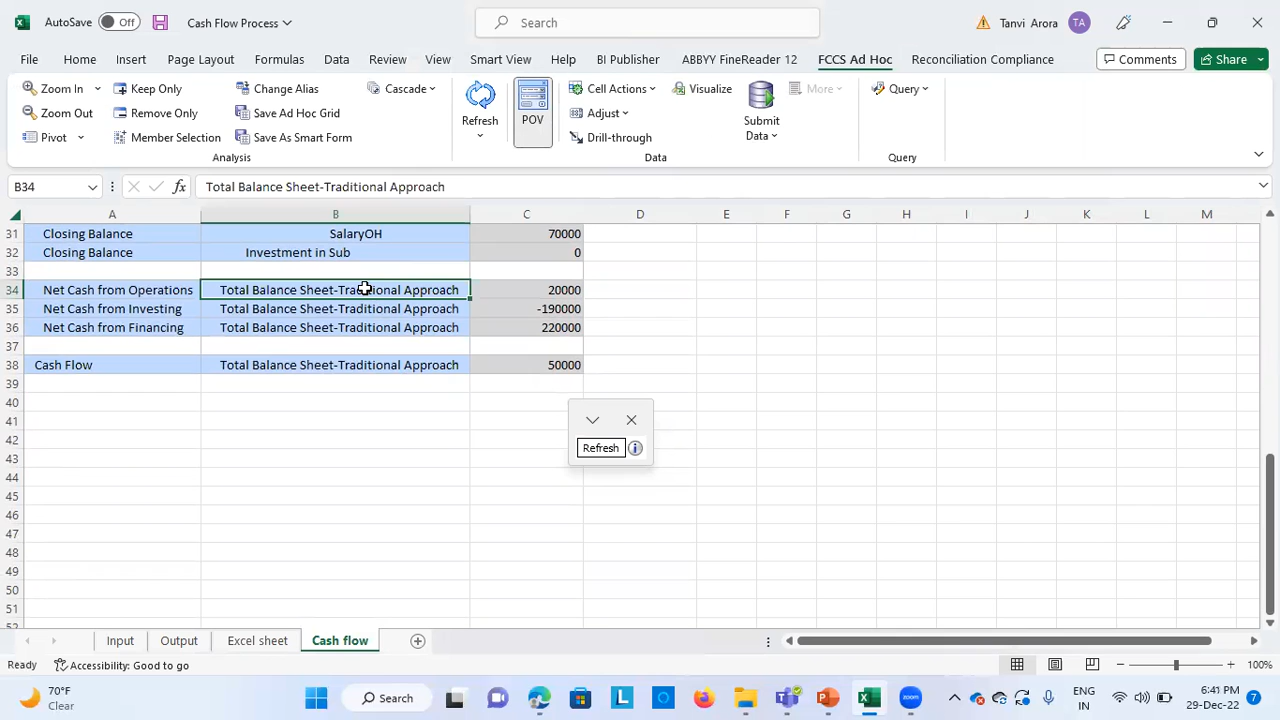 AutoSave Off Cash Flow Process Search Tanvi Arora TA
File Home Insert Page Layout Formulas Data Review View Smart View Help BI Publisher ABBYY FineReader 12 FCCS Ad Hoc Reconciliation Compliance Comments Share
Zoom In Keep Only Change Alias Cascade Refresh POV Cell Actions Visualize Submit Data More Query
Zoom Out Remove Only Save Ad Hoc Grid Adjust
Pivot Member Selection Save As Smart Form Drill-through
Analysis Data Query
B34 fx Total Balance Sheet-Traditional Approach
A B C D E F G H I J K L M
31 Closing Balance SalaryOH 70000
32 Closing Balance Investment in Sub 0
33
34 Net Cash from Operations Total Balance Sheet-Traditional Approach 20000
35 Net Cash from Investing Total Balance Sheet-Traditional Approach -190000
36 Net Cash from Financing Total Balance Sheet-Traditional Approach 220000
37
38 Cash Flow Total Balance Sheet-Traditional Approach 50000
39
40
41
42
43
44
45
46
47
48
49
50
51
52
Refresh
Input Output Excel sheet Cash flow
Ready Accessibility: Good to go 100%
70°F
Clear
Search
ENG
IN
6:41 PM
29-Dec-22
7